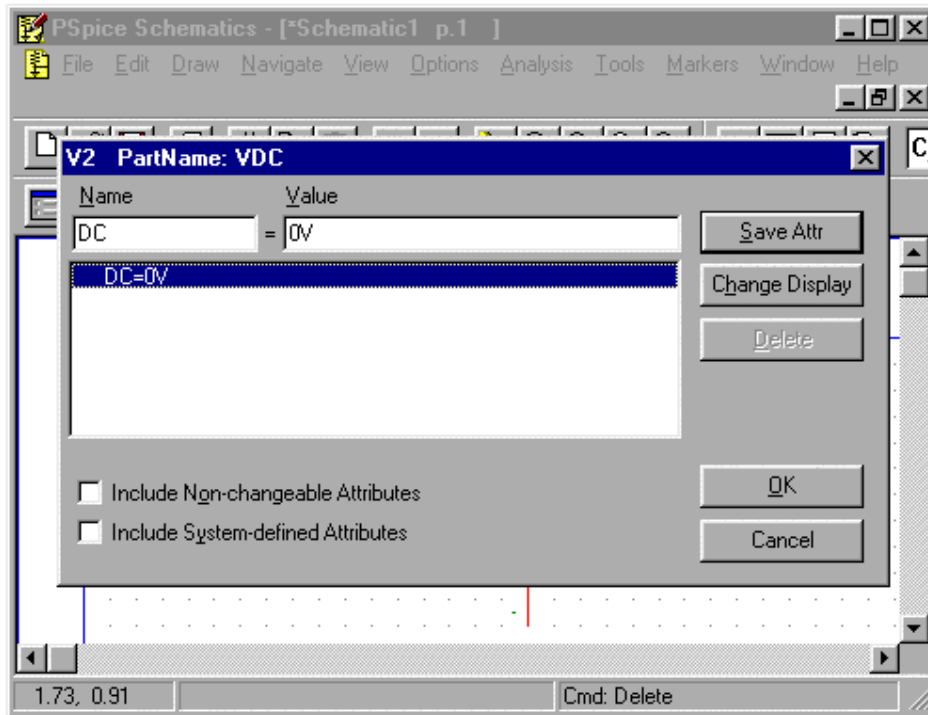 PSpice Schematics - [*Schematic1 p.1 ]
File Edit Draw Navigate View Options Analysis Tools Markers Window Help
V2 PartName: VDC
Name Value
DC = 0V
Save Attr
DC=0V
Change Display
Delete
Include Non-changeable Attributes
OK
Include System-defined Attributes
Cancel
1.73, 0.91 Cmd: Delete